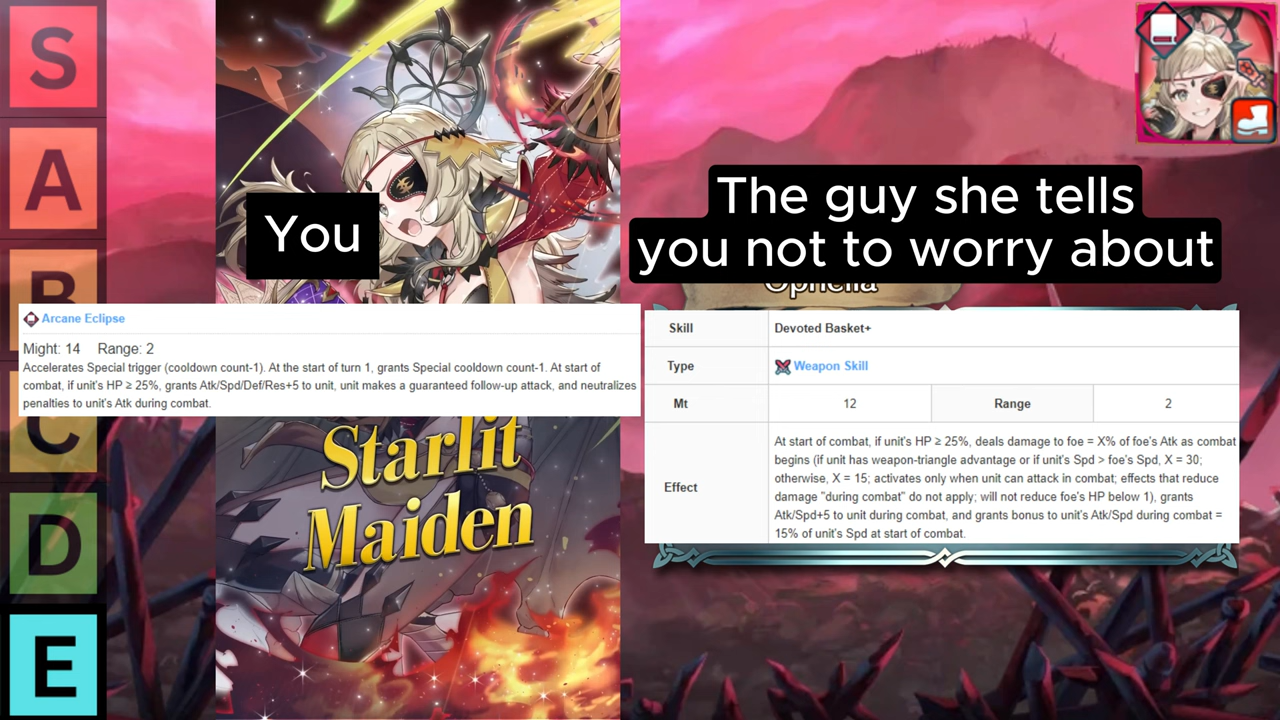 S
A
B
C
D
E
You
The guy she tells
you not to worry about
Ophelia
Arcane Eclipse
Might: 14 Range: 2
Accelerates Special trigger (cooldown count-1). At the start of turn 1, grants Special cooldown count-1. At start of
combat, if unit's HP ≥ 25%, grants Atk/Spd/Def/Res+5 to unit, unit makes a guaranteed follow-up attack, and neutralizes
penalties to unit's Atk during combat.
Starlit
Maiden
Skill Devoted Basket+
Type Weapon Skill
Mt 12 Range 2
Effect
At start of combat, if unit's HP ≥ 25%, deals damage to foe = X% of foe's Atk as combat
begins (if unit has weapon-triangle advantage or if unit's Spd > foe's Spd, X = 30;
otherwise, X = 15; activates only when unit can attack in combat; effects that reduce
damage "during combat" do not apply; will not reduce foe's HP below 1), grants
Atk/Spd+5 to unit during combat, and grants bonus to unit's Atk/Spd during combat =
15% of unit's Spd at start of combat.